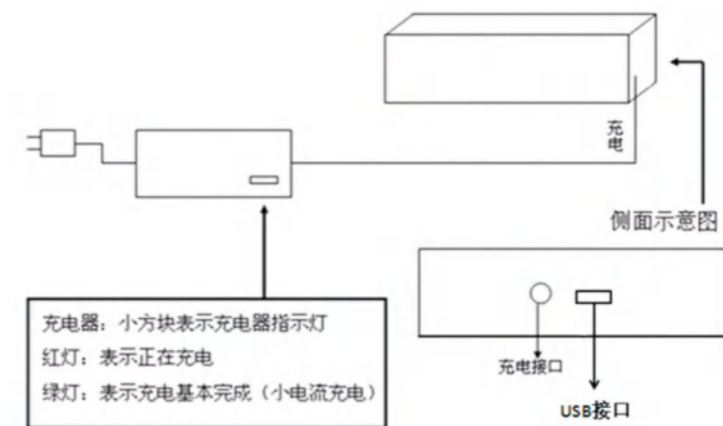 充电
侧面示意图
充电器：小方块表示充电器指示灯
红灯：表示正在充电
绿灯：表示充电基本完成（小电流充电）
充电接口
USB接口